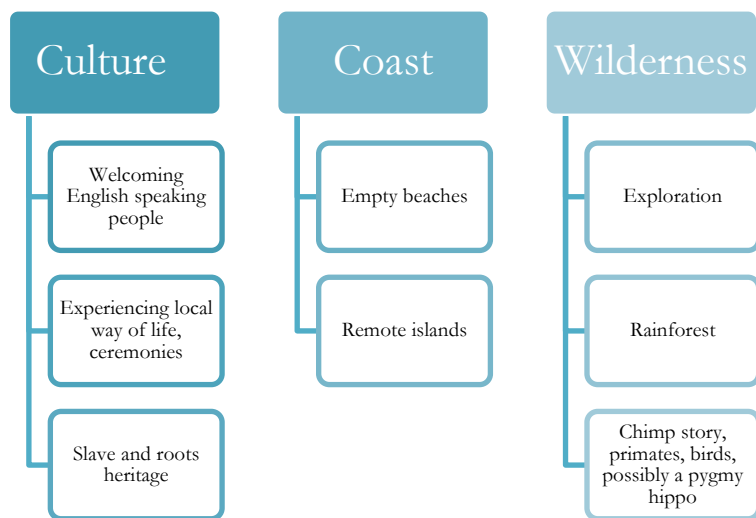 Culture
Welcoming
English speaking
people
Experiencing local
way of life,
ceremonies
Slave and roots
heritage
Coast
Empty beaches
Remote islands
Wilderness
Exploration
Rainforest
Chimp story,
primates, birds,
possibly a pygmy
hippo